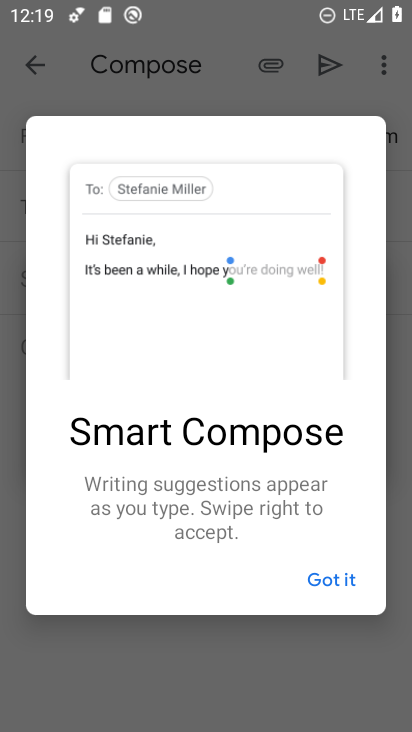 12:19 LTE
Compose
m
To: Stefanie Miller
Hi Stefanie,
It's been a while, I hope you're doing well!
Smart Compose
Writing suggestions appear
as you type. Swipe right to
accept.
Got it